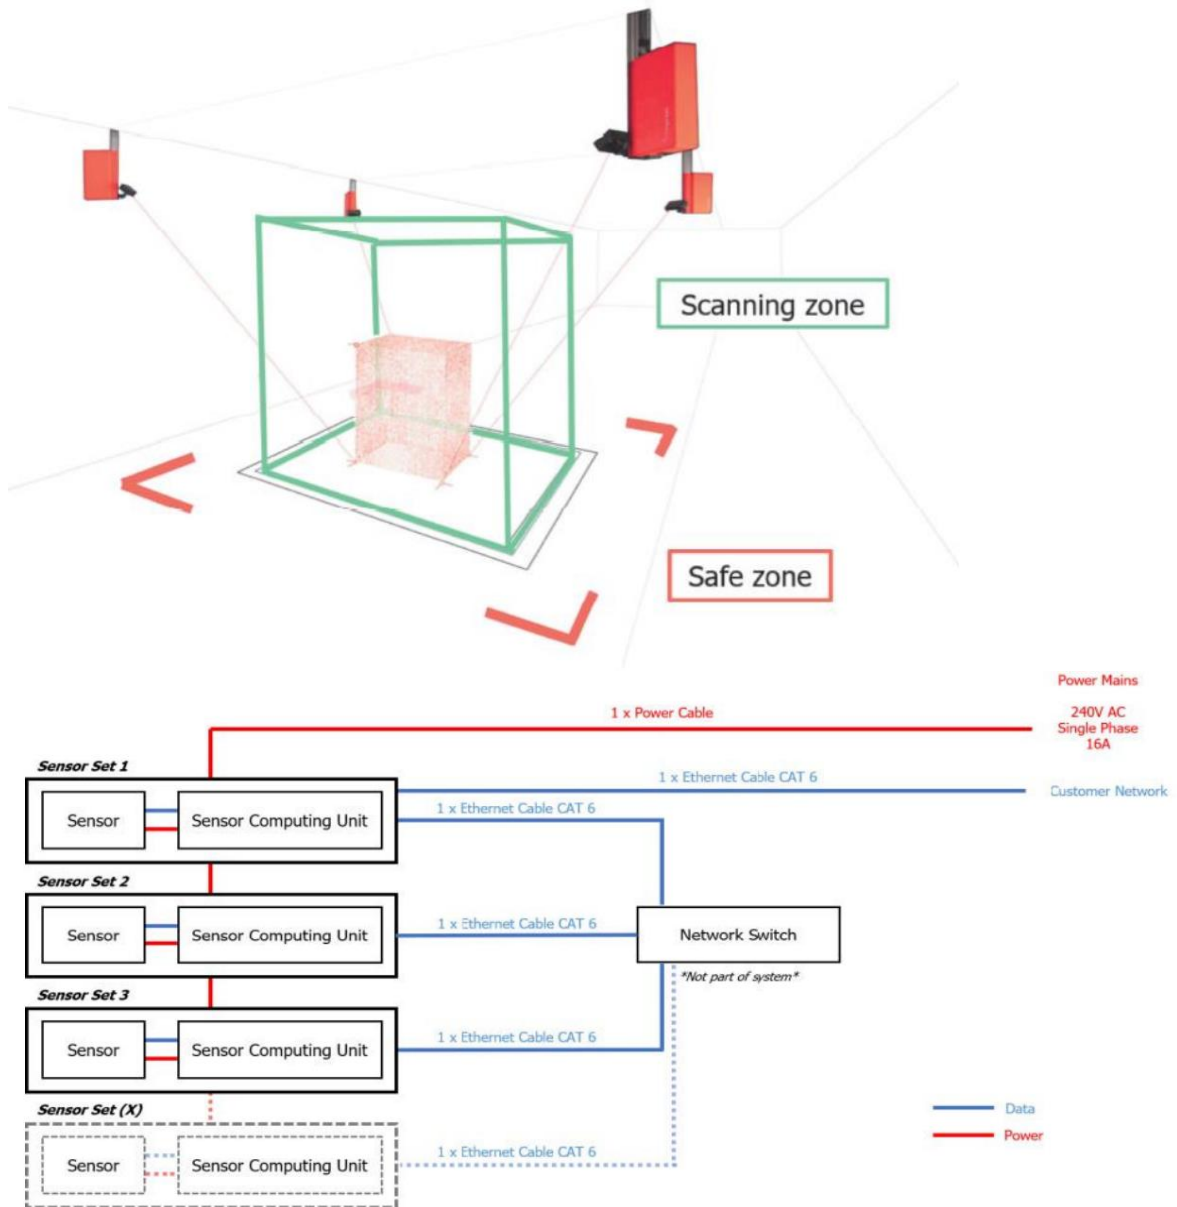 Scanning zone
Safe zone
Power Mains
1 x Power Cable
240V AC
Single Phase
16A
Sensor Set 1
1 x Ethernet Cable CAT 6
Customer Network
1 x Ethernet Cable CAT 6
Sensor
Sensor Computing Unit
Sensor Set 2
1 x Ethernet Cable CAT 6
Sensor
Sensor Computing Unit
Network Switch
*Not part of system*
Sensor Set 3
1 x Ethernet Cable CAT 6
Sensor
Sensor Computing Unit
Sensor Set (X)
Data
Power
1 x Ethernet Cable CAT 6
Sensor
Sensor Computing Unit